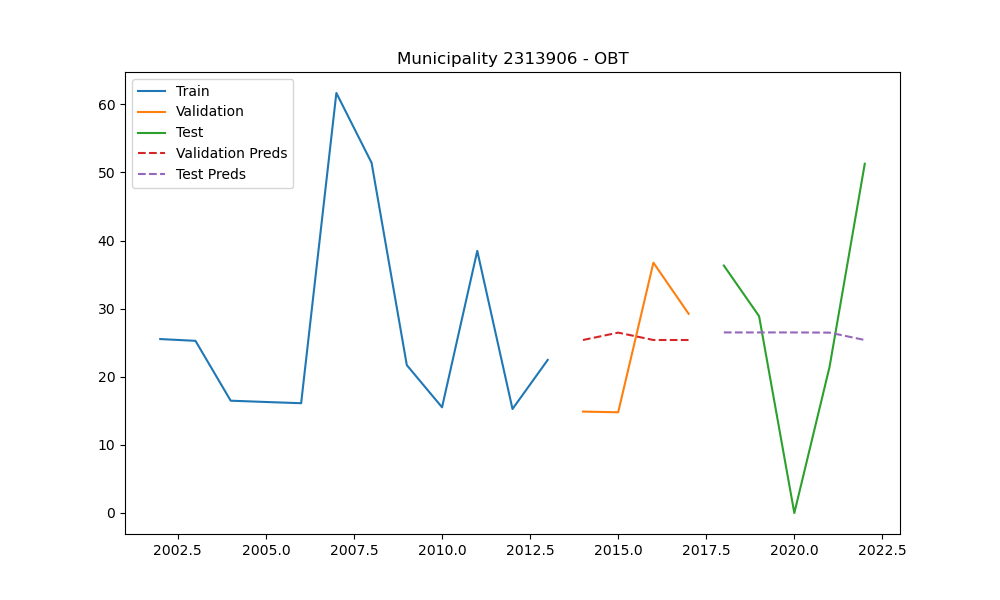 Municipality 2313906 - OBT
Train
Validation
Test
Validation Preds
Test Preds
60
50
40
30
20
10
0
2002.5 2005.0 2007.5 2010.0 2012.5 2015.0 2017.5 2020.0 2022.5